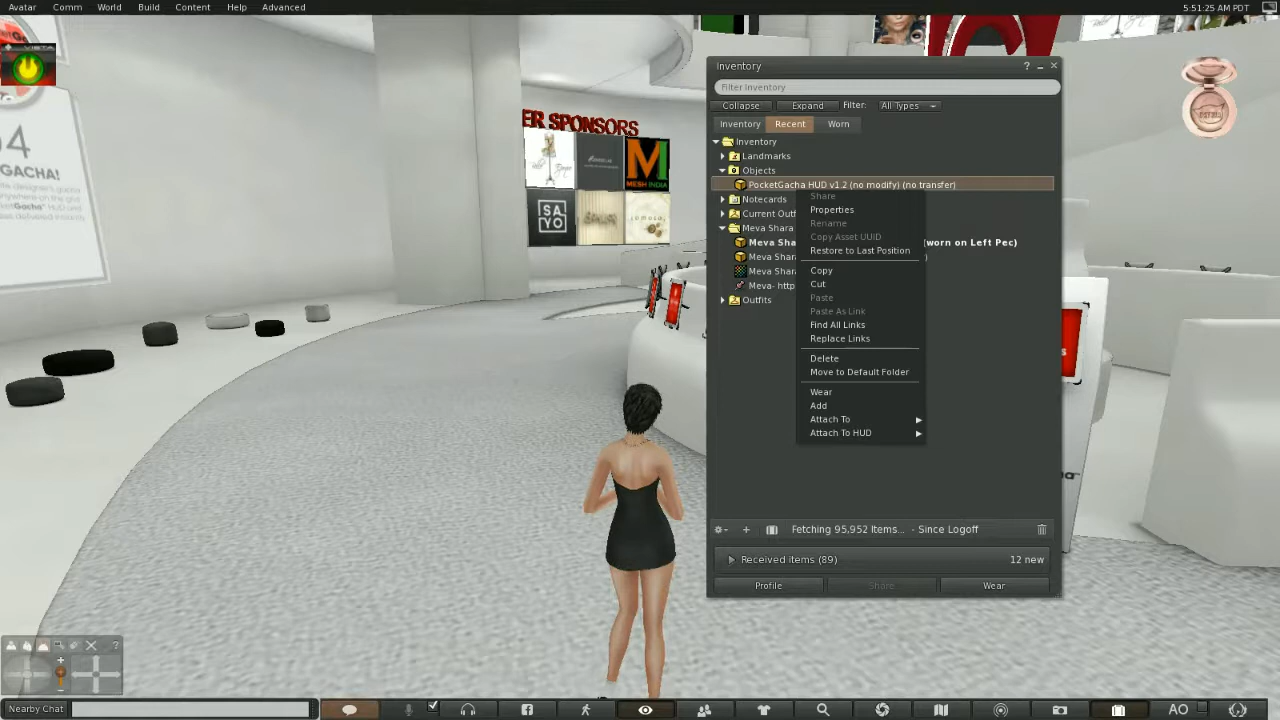 Avatar Comm World Build Content Help Advanced
5:51:25 AM PDT
VISTA
04
GACHA!
ER SPONSORS
MESH INDIA
SAYO
Inventory
Filter Inventory
Collapse Expand Filter: All Types
Inventory Recent Worn
Inventory
Landmarks
Objects
PocketGacha HUD v1.2 (no modify) (no transfer)
Notecards
Current Outf
Meva Shara
Meva Sha (worn on Left Pec)
Meva Shar )
Meva Shar
Meva- http
Outfits
Share
Properties
Rename
Copy Asset UUID
Restore to Last Position
Copy
Cut
Paste
Paste As Link
Find All Links
Replace Links
Delete
Move to Default Folder
Wear
Add
Attach To
Attach To HUD
Fetching 95,952 Items... - Since Logoff
Received items (89) 12 new
Profile Share Wear
Nearby Chat
AO